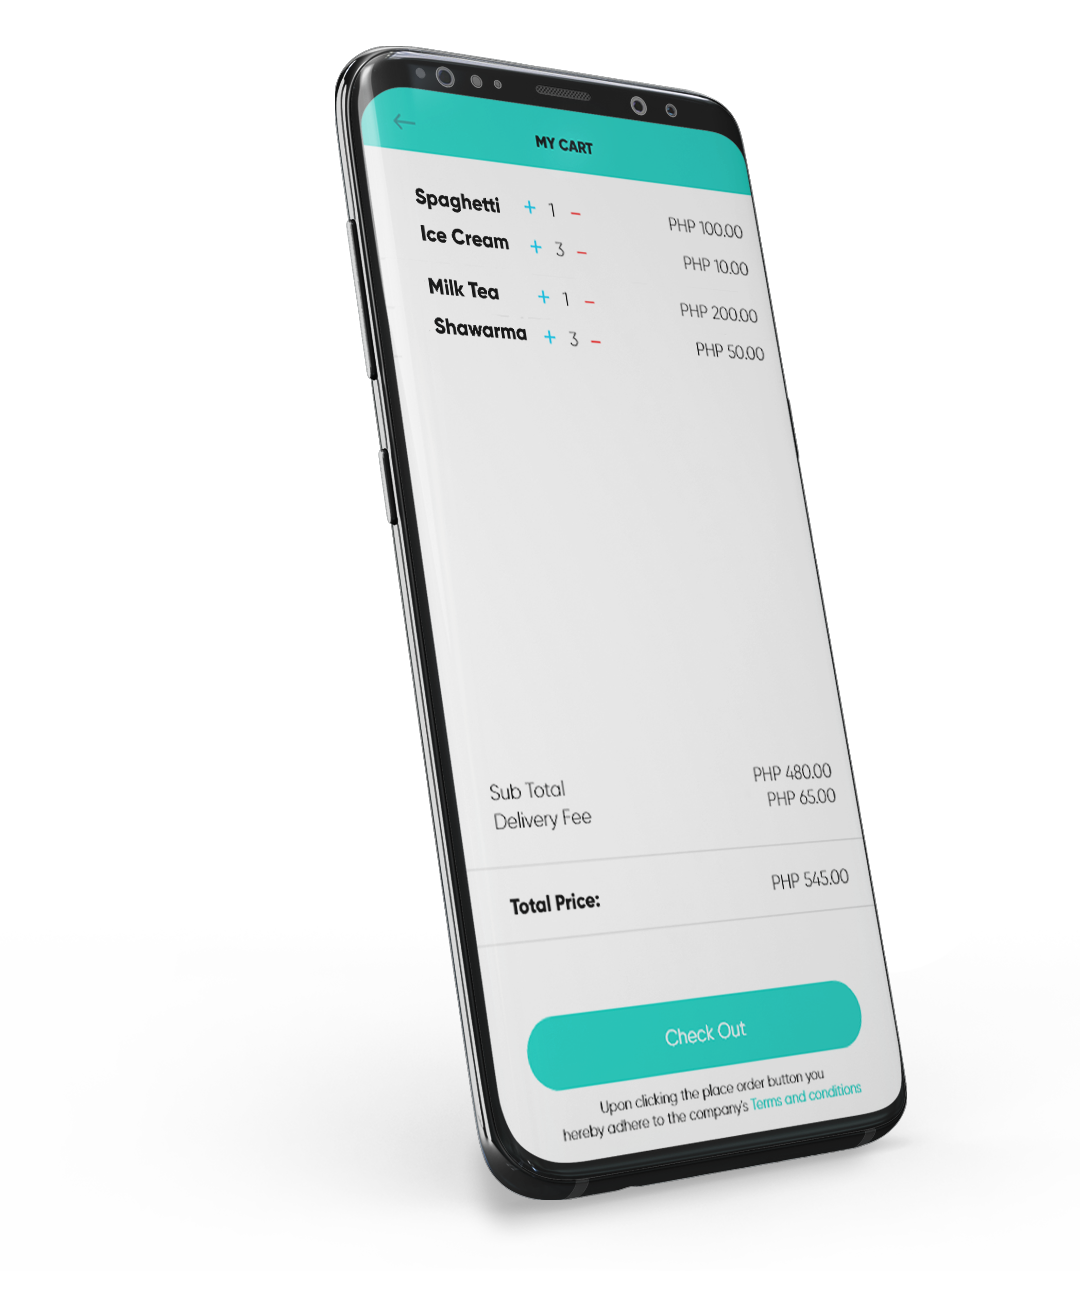 MY CART
Spaghetti + 1 - PHP 100.00
Ice Cream + 3 - PHP 10.00
Milk Tea + 1 - PHP 200.00
Shawarma + 3 - PHP 50.00
Sub Total PHP 480.00
Delivery Fee PHP 65.00
Total Price: PHP 545.00
Check Out
Upon clicking the place order button you
hereby adhere to the company's Terms and conditions